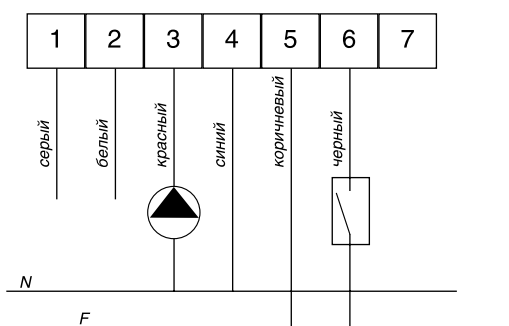 1 2 3 4 5 6 7
серый
белый
красный
синий
коричневый
черный
N
F